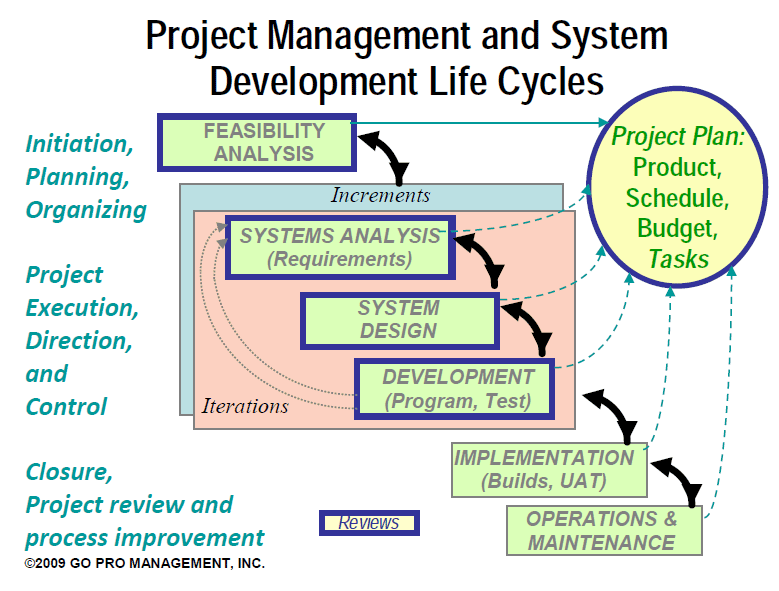 Project Management and System
Development Life Cycles
FEASIBILITY
ANALYSIS
Project Plan:
Product,
Schedule,
Budget,
Tasks
Initiation,
Planning,
Organizing
Increments
SYSTEMS ANALYSIS
(Requirements)
Project
Execution,
Direction,
and
Control
SYSTEM
DESIGN
DEVELOPMENT
(Program, Test)
Iterations
IMPLEMENTATION
(Builds, UAT)
Closure,
Project review and
process improvement
Reviews
OPERATIONS &
MAINTENANCE
©2009 GO PRO MANAGEMENT, INC.